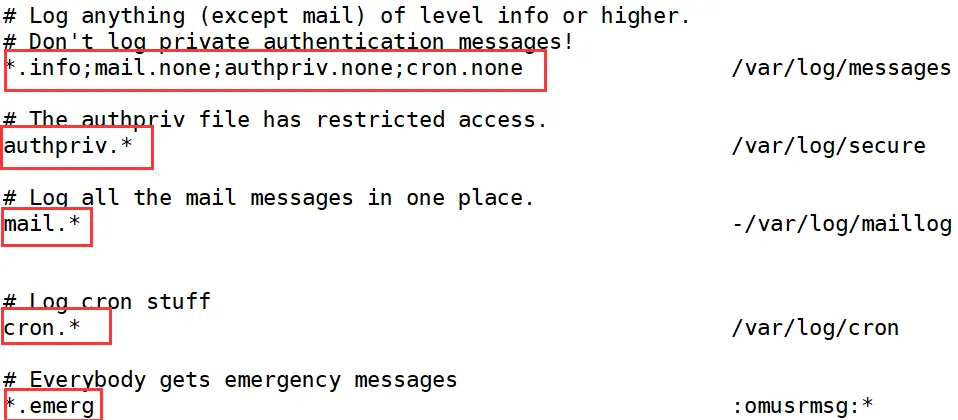 # Log anything (except mail) of level info or higher.
# Don't log private authentication messages!
*.info;mail.none;authpriv.none;cron.none                /var/log/messages
# The authpriv file has restricted access.
authpriv.*                                              /var/log/secure
# Log all the mail messages in one place.
mail.*                                                  -/var/log/maillog
# Log cron stuff
cron.*                                                  /var/log/cron
# Everybody gets emergency messages
*.emerg                                                 :omusrmsg:*